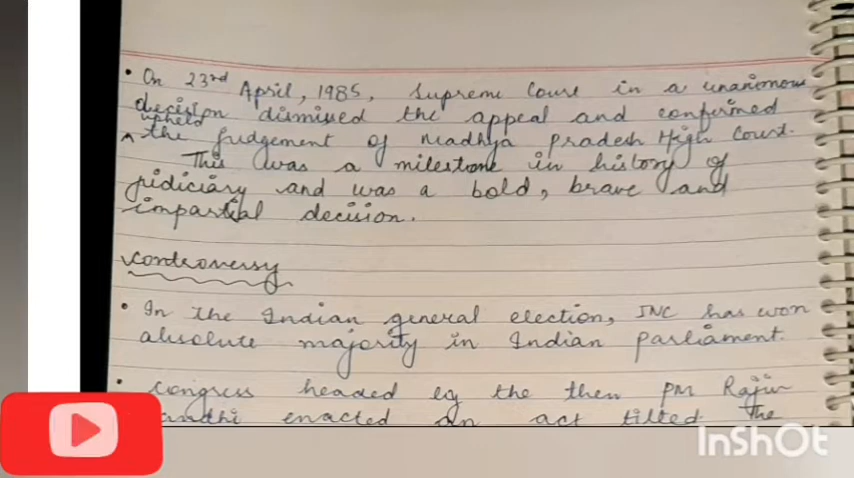 • On 23rd April, 1985, Supreme Court in a unanimous
decision dismissed the appeal and confirmed
upheld
^ the judgement of Madhya Pradesh High Court.
This was a milestone in history of
judiciary and was a bold, brave and
impartial decision.
Controversy
• In the Indian general election, INC has won
absolute majority in Indian parliament.
• Congress headed by the then PM Rajiv
Gandhi enacted an act titled The
InShOt